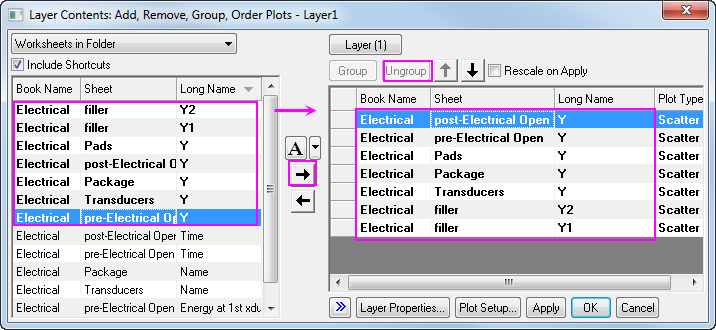 Layer Contents: Add, Remove, Group, Order Plots - Layer1
Worksheets in Folder
Include Shortcuts
Book Name Sheet Long Name
Electrical filler Y2
Electrical filler Y1
Electrical Pads Y
Electrical post-Electrical O Y
Electrical Package Y
Electrical Transducers Y
Electrical pre-Electrical Op Y
Electrical post-Electrical Open Time
Electrical pre-Electrical Open Time
Electrical Package Name
Electrical Transducers Name
Electrical pre-Electrical Open Energy at 1st xdu
A
Layer (1)
Group Ungroup Rescale on Apply
Book Name Sheet Long Name Plot Type
Electrical post-Electrical Open Y Scatter
Electrical pre-Electrical Open Y Scatter
Electrical Pads Y Scatter
Electrical Package Y Scatter
Electrical Transducers Y Scatter
Electrical filler Y2 Scatter
Electrical filler Y1 Scatter
Layer Properties... Plot Setup... Apply OK Cancel